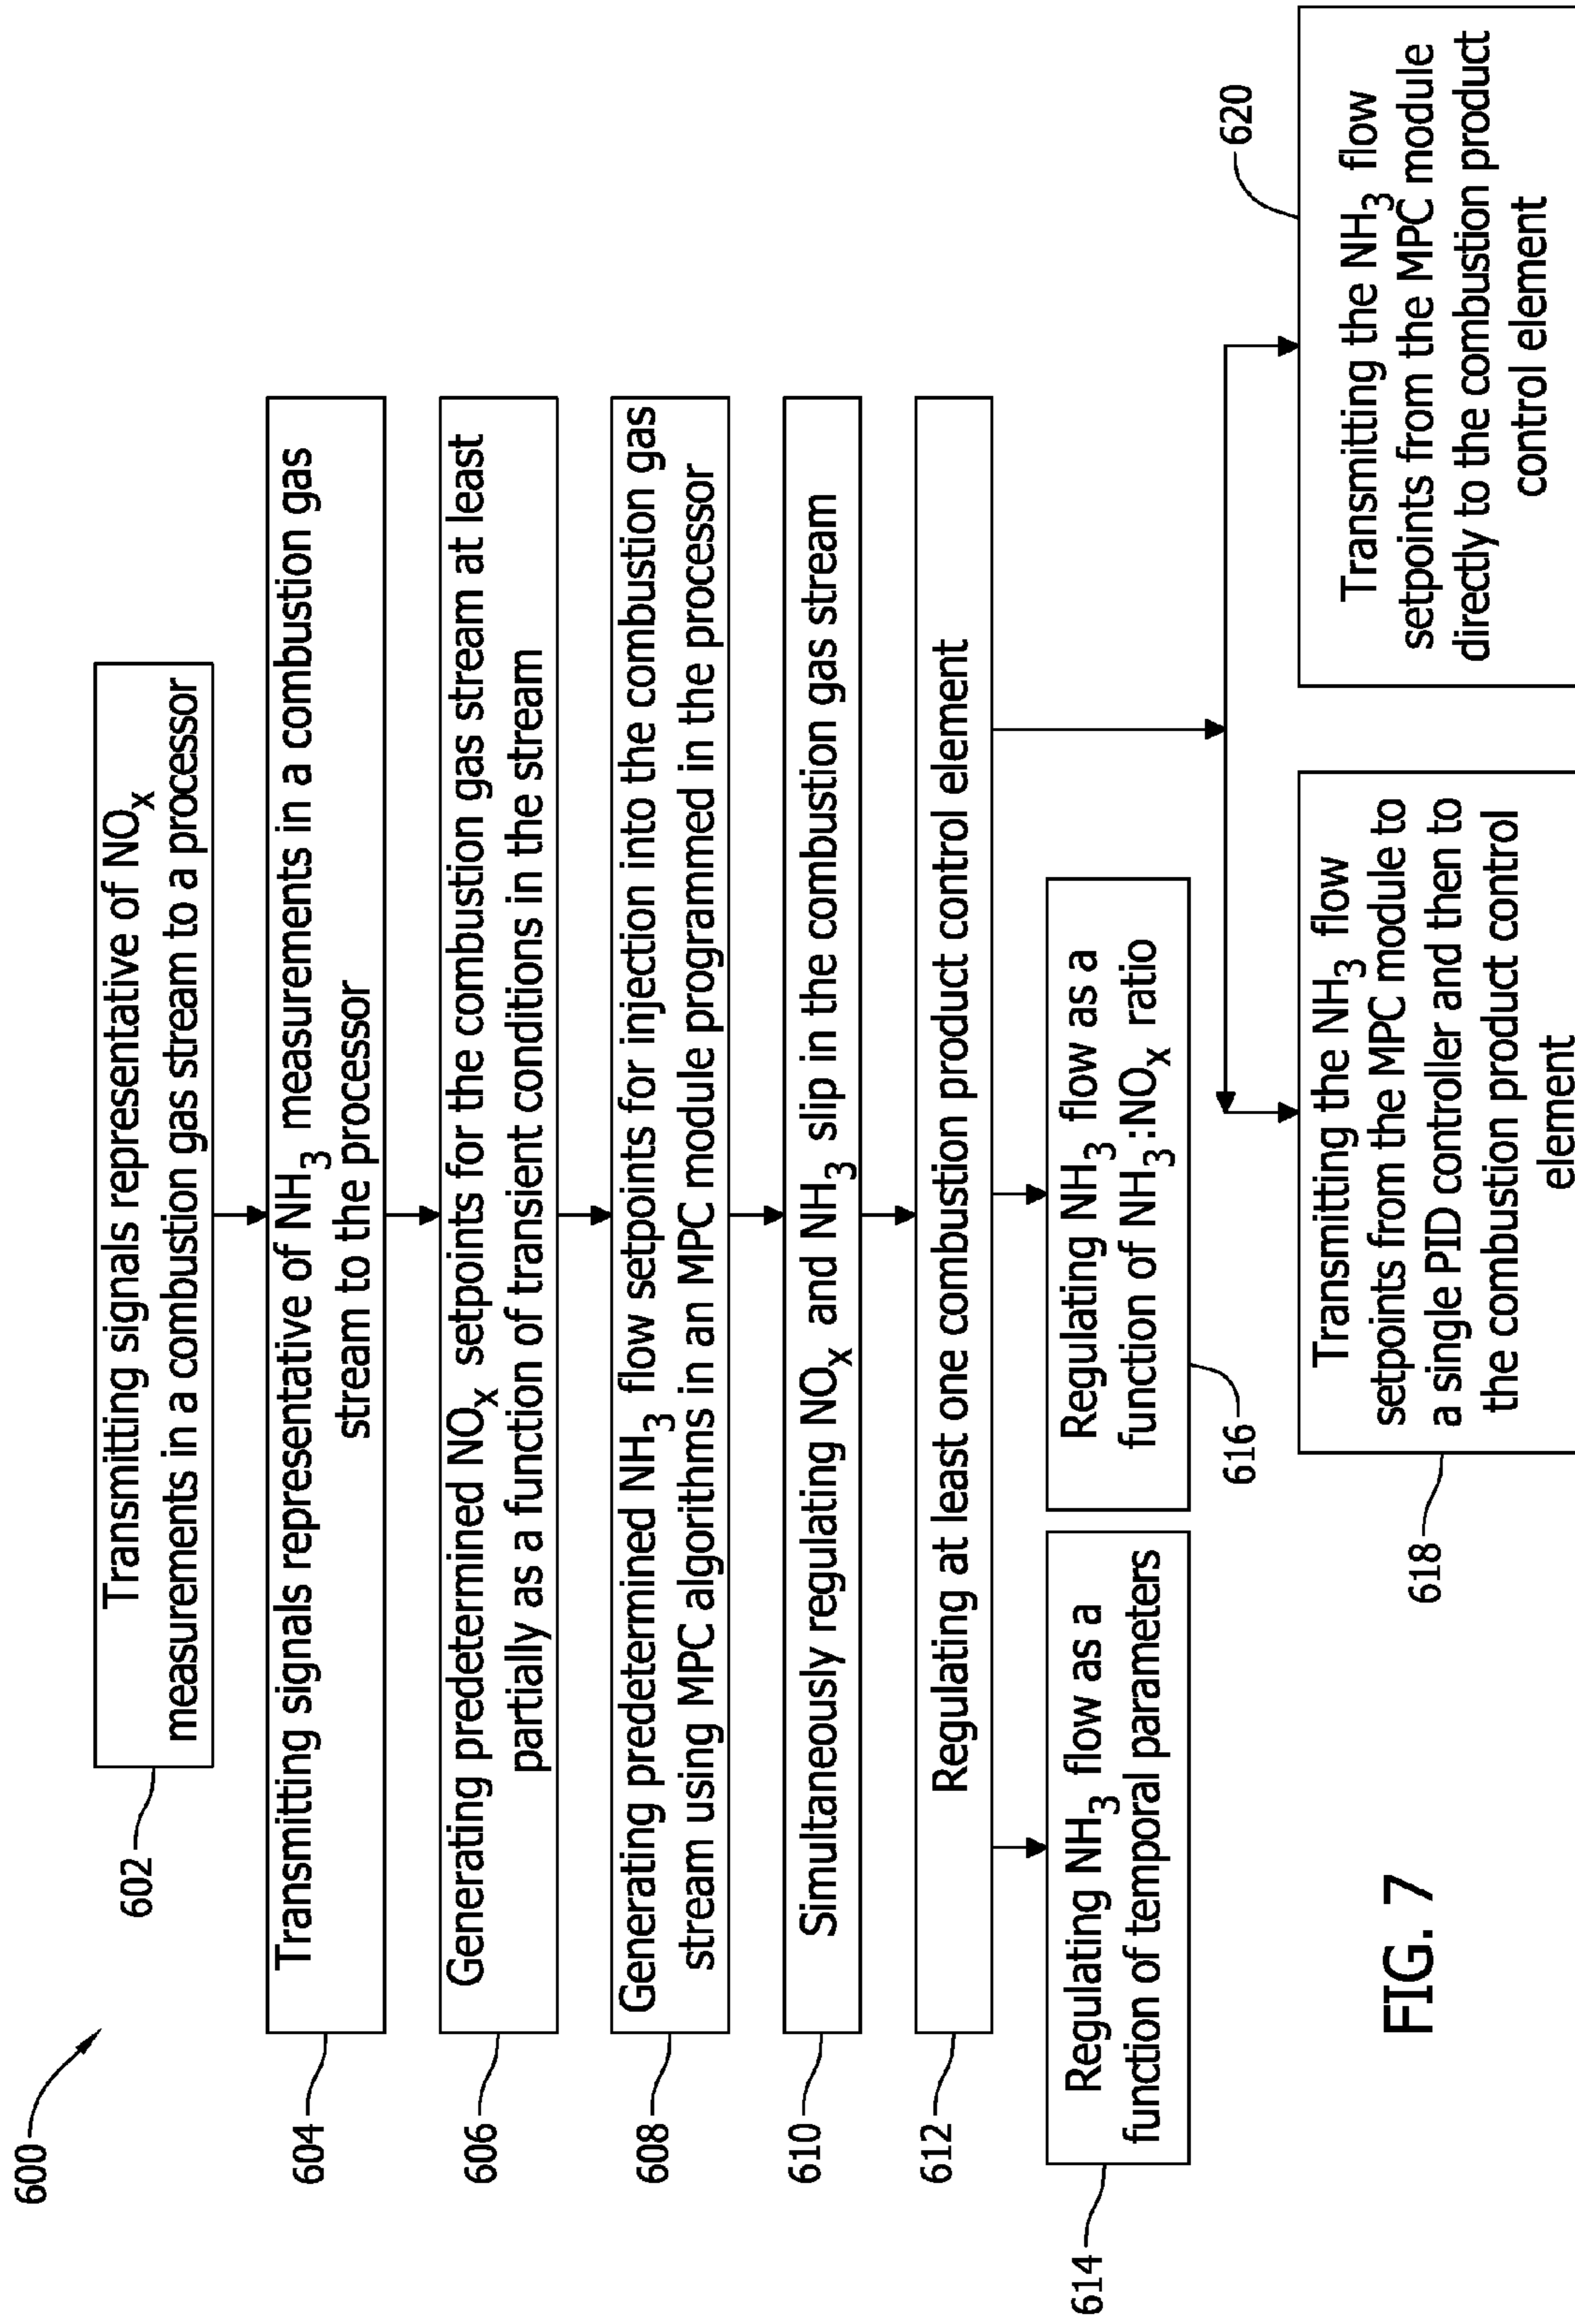 600
602
Transmitting signals representative of NOx
measurements in a combustion gas stream to a processor
604
Transmitting signals representative of NH3 measurements in a combustion gas
stream to the processor
606
Generating predetermined NOx setpoints for the combustion gas stream at least
partially as a function of transient conditions in the stream
608
Generating predetermined NH3 flow setpoints for injection into the combustion gas
stream using MPC algorithms in an MPC module programmed in the processor
610
Simultaneously regulating NOx and NH3 slip in the combustion gas stream
612
Regulating at least one combustion product control element
614
Regulating NH3 flow as a
function of temporal parameters
616
Regulating NH3 flow as a
function of NH3:NOx ratio
618
Transmitting the NH3 flow
setpoints from the MPC module to
a single PID controller and then to
the combustion product control
element
620
Transmitting the NH3 flow
setpoints from the MPC module
directly to the combustion product
control element
FIG. 7